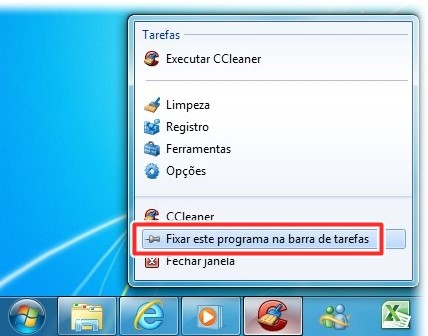 Tarefas
Executar CCleaner
Limpeza
Registro
Ferramentas
Opções
CCleaner
Fixar este programa na barra de tarefas
Fechar janela